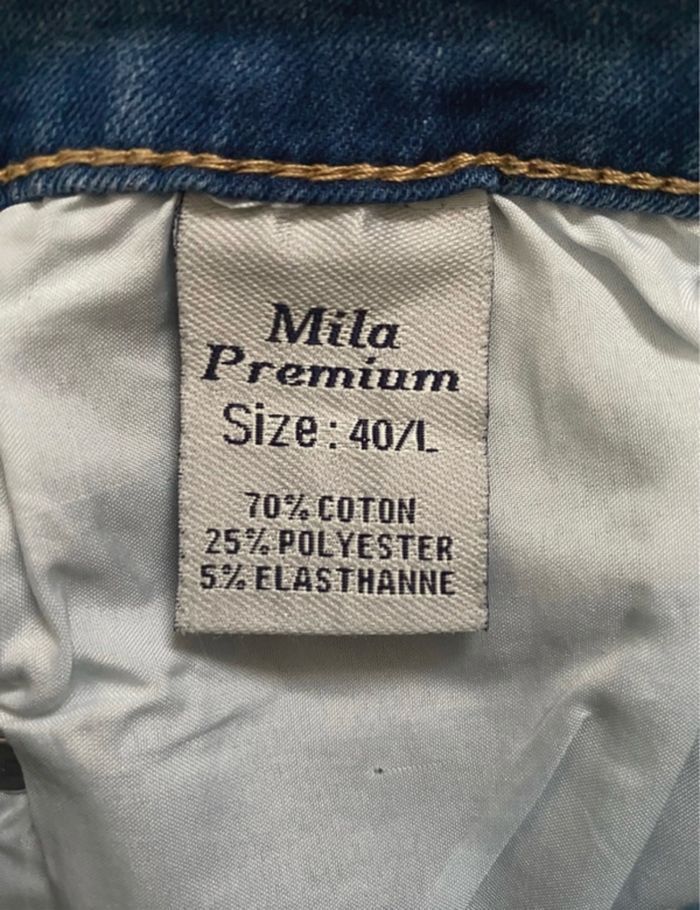 Mila
Premium
Size: 40/L
70% COTON
25% POLYESTER
5% ELASTHANNE